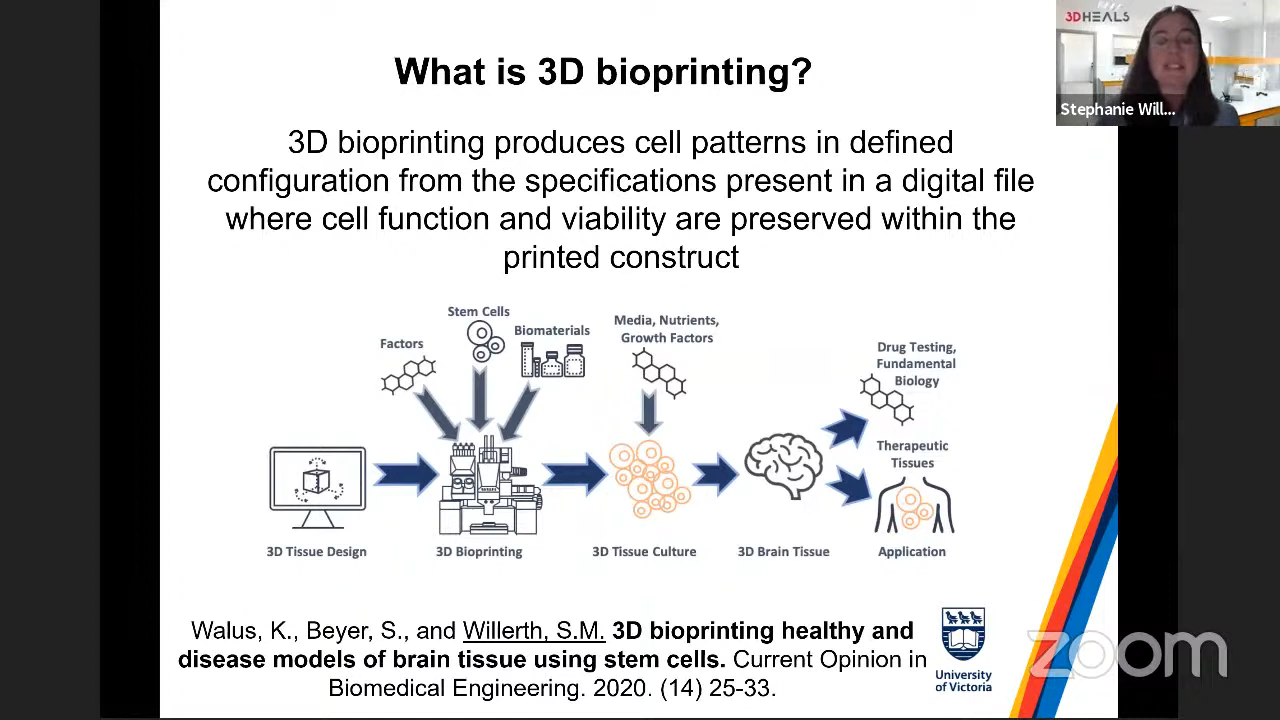 What is 3D bioprinting?
3D HEALS
Stephanie Will...
3D bioprinting produces cell patterns in defined
configuration from the specifications present in a digital file
where cell function and viability are preserved within the
printed construct
Stem Cells
Factors
Biomaterials
Media, Nutrients,
Growth Factors
Drug Testing,
Fundamental
Biology
Therapeutic
Tissues
3D Tissue Design
3D Bioprinting
3D Tissue Culture
3D Brain Tissue
Application
Walus, K., Beyer, S., and Willerth, S.M. 3D bioprinting healthy and
disease models of brain tissue using stem cells. Current Opinion in
Biomedical Engineering. 2020. (14) 25-33.
University
of Victoria
zoom